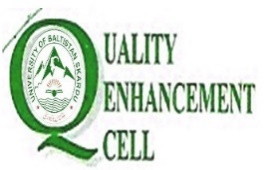 UNIVERSITY OF BALTISTAN SKARDU
QUALITY
ENHANCEMENT
CELL